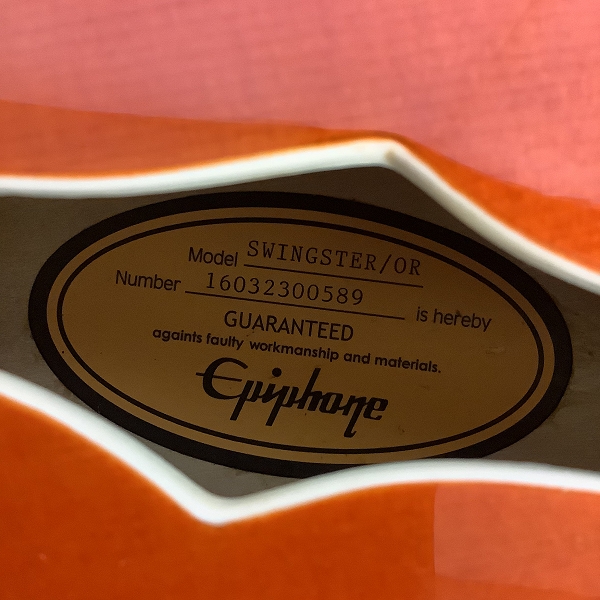 Model SWINGSTER/OR
Number 16032300589 is hereby
GUARANTEED
againts faulty workmanship and materials.
Epiphone